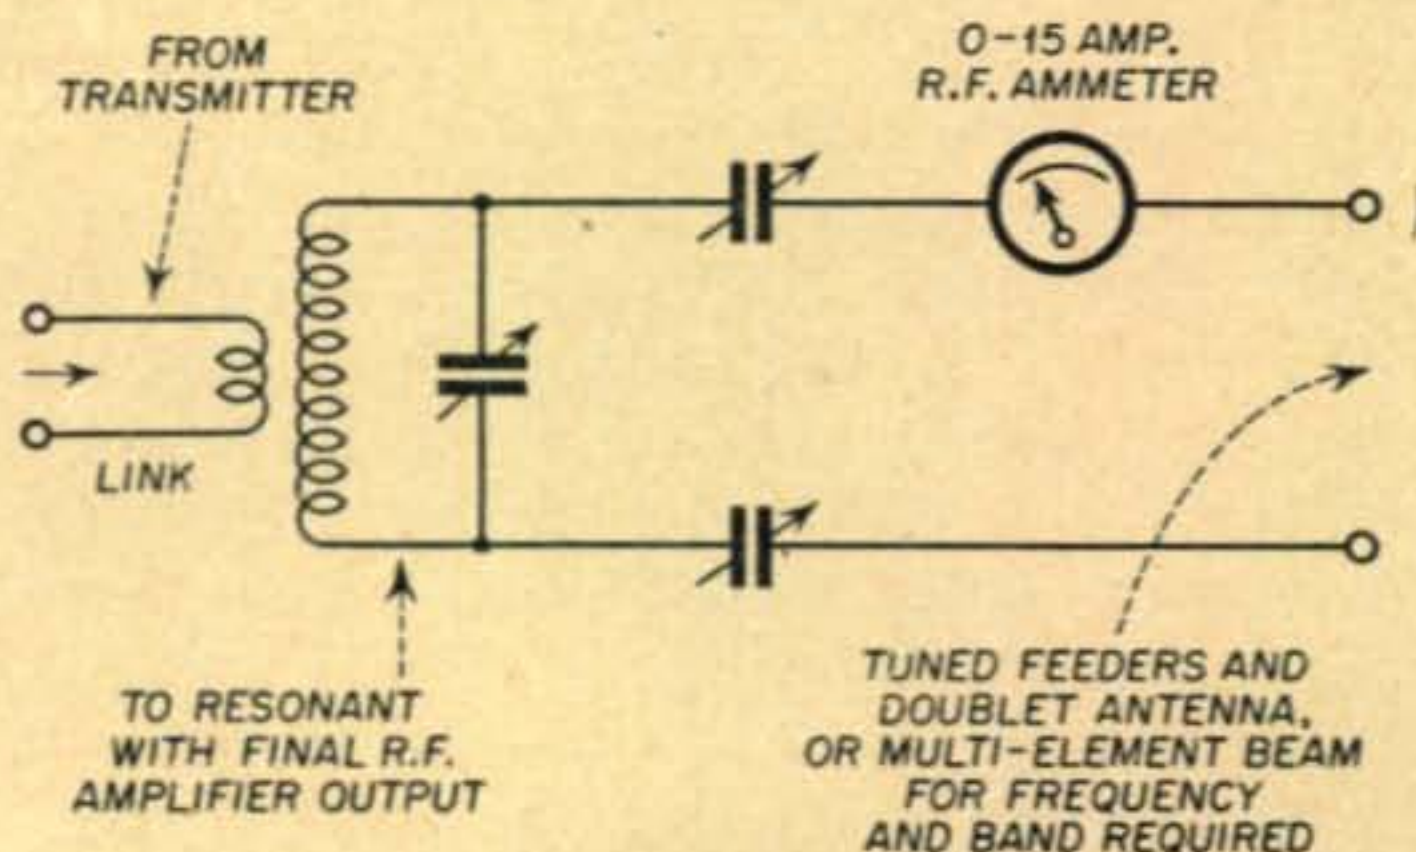 FROM
TRANSMITTER
0-15 AMP.
R.F. AMMETER
LINK
TO RESONANT
WITH FINAL R.F.
AMPLIFIER OUTPUT
TUNED FEEDERS AND
DOUBLET ANTENNA,
OR MULTI-ELEMENT BEAM
FOR FREQUENCY
AND BAND REQUIRED